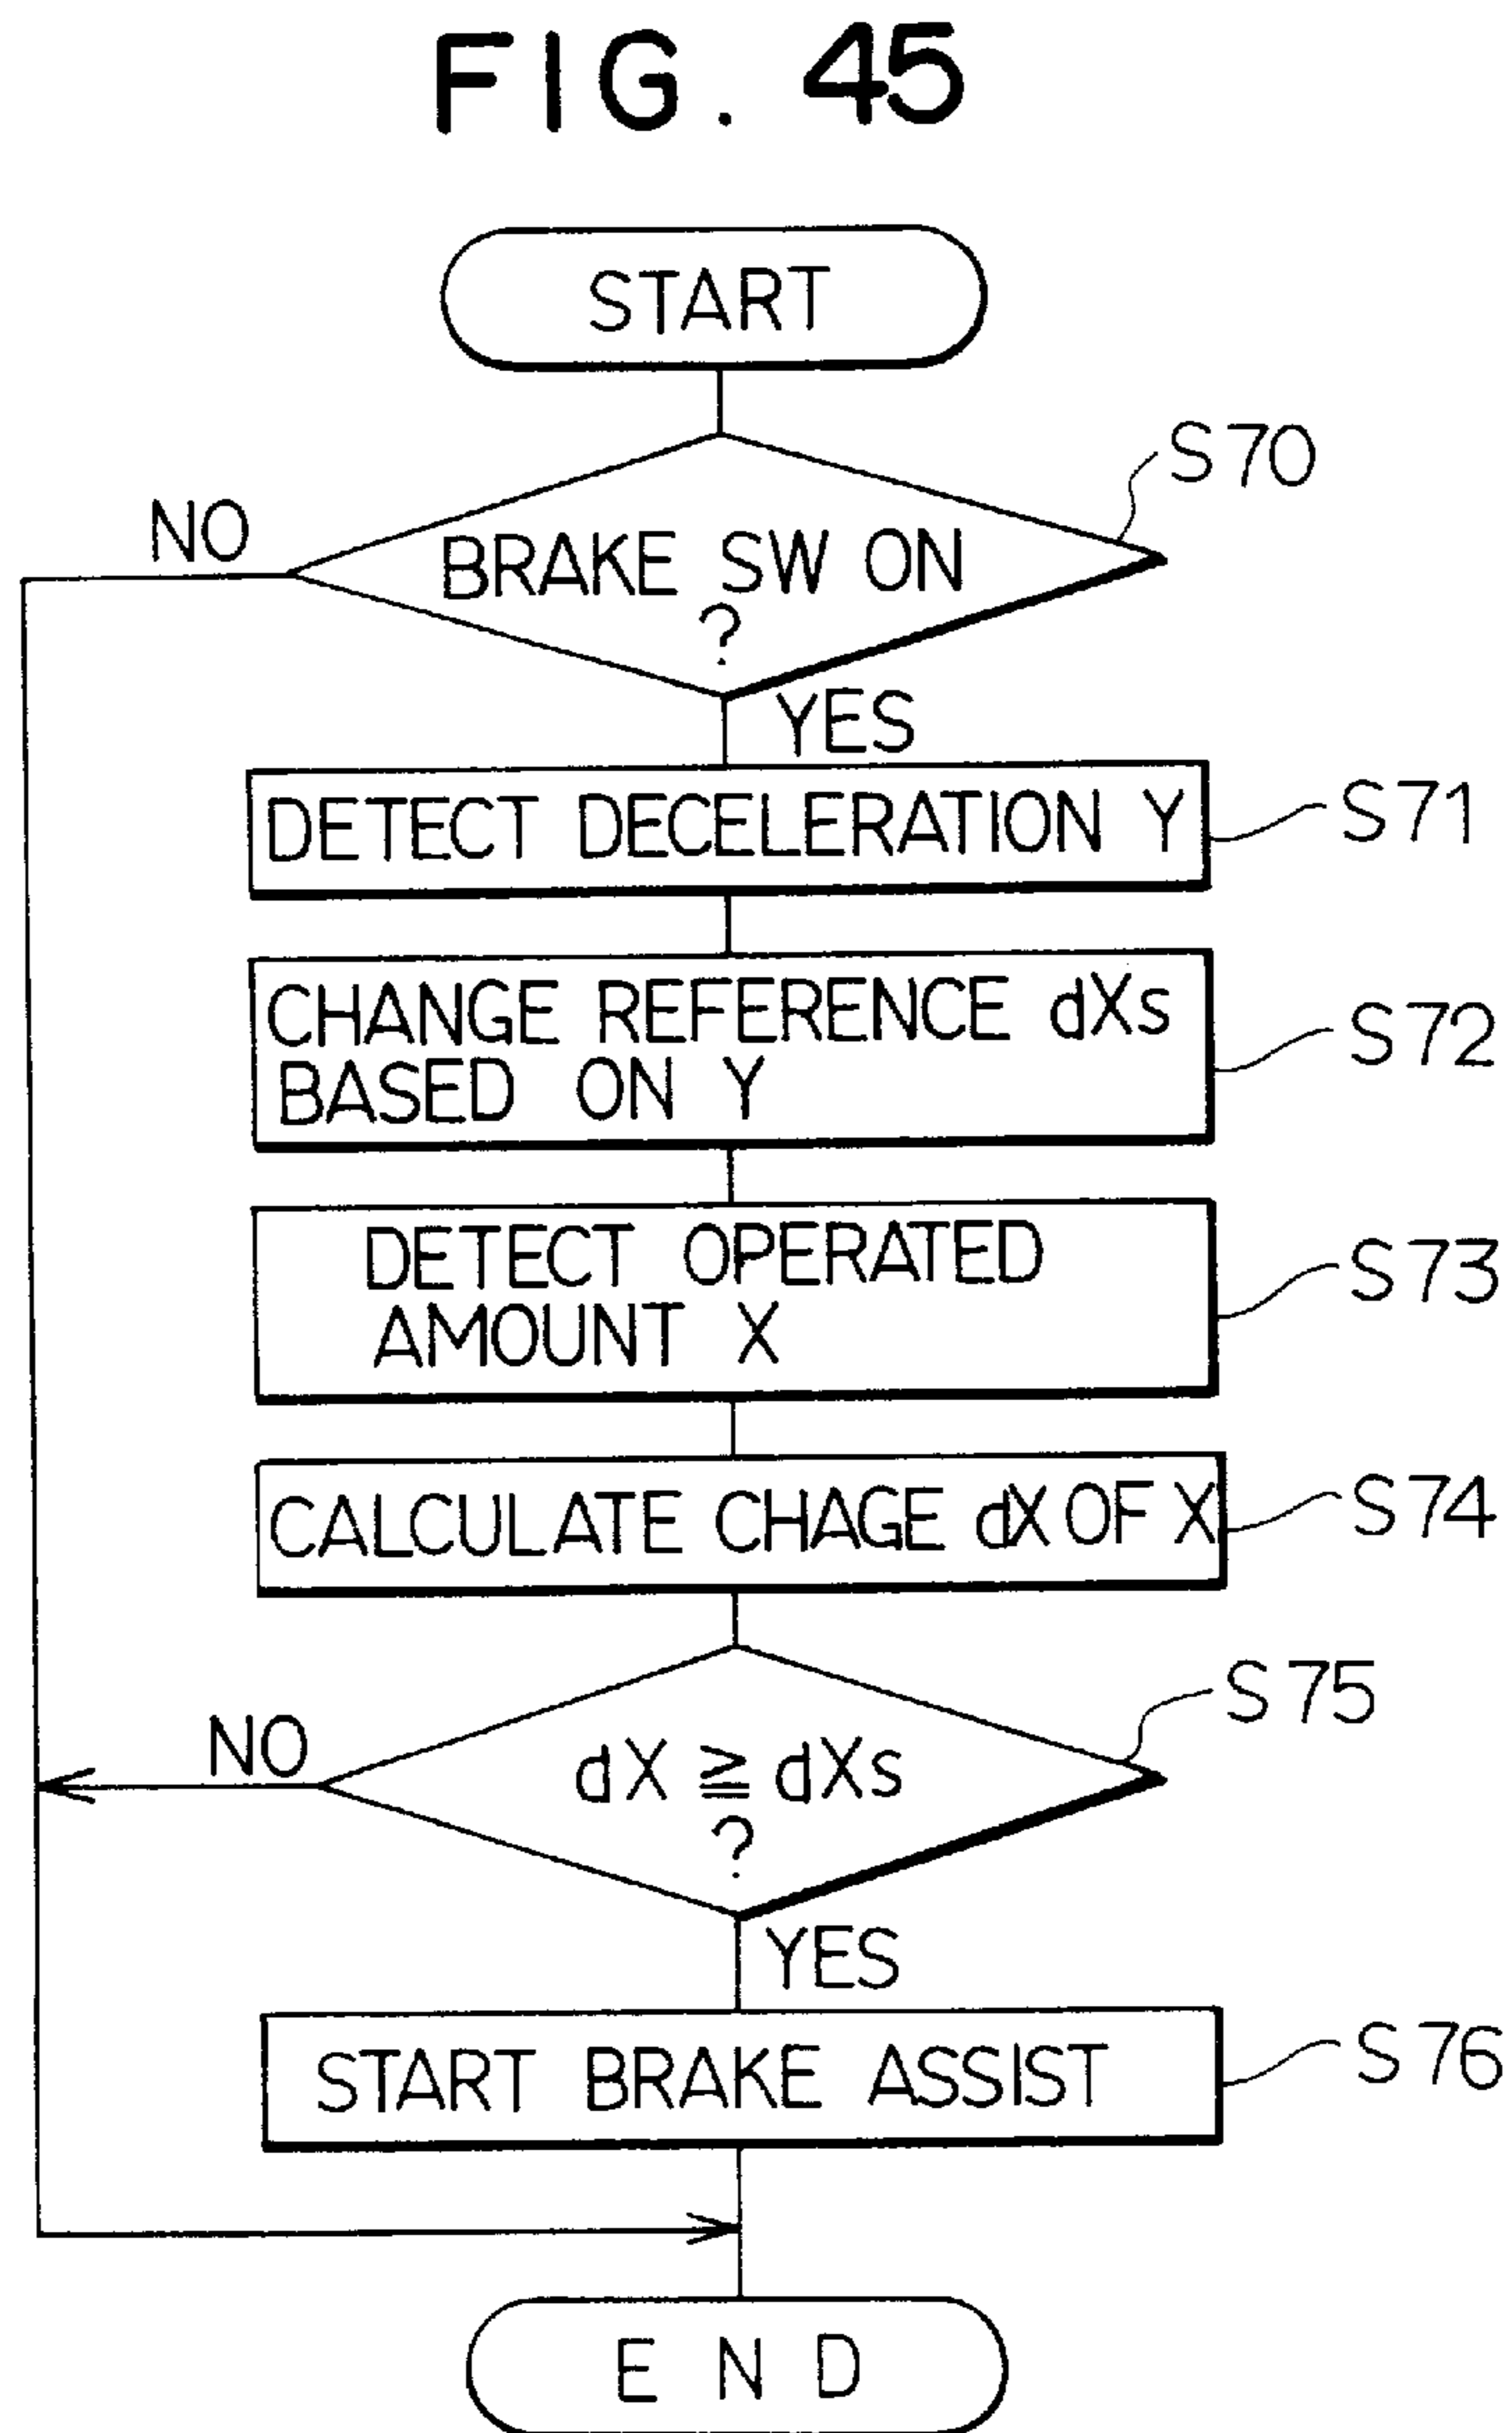 FIG. 45
START
S70
NO
BRAKE SW ON
?
YES
DETECT DECELERATION Y
S71
CHANGE REFERENCE dXs
BASED ON Y
S72
DETECT OPERATED
AMOUNT X
S73
CALCULATE CHAGE dX OF X
S74
S75
NO
dX ≧ dXs
?
YES
START BRAKE ASSIST
S76
END